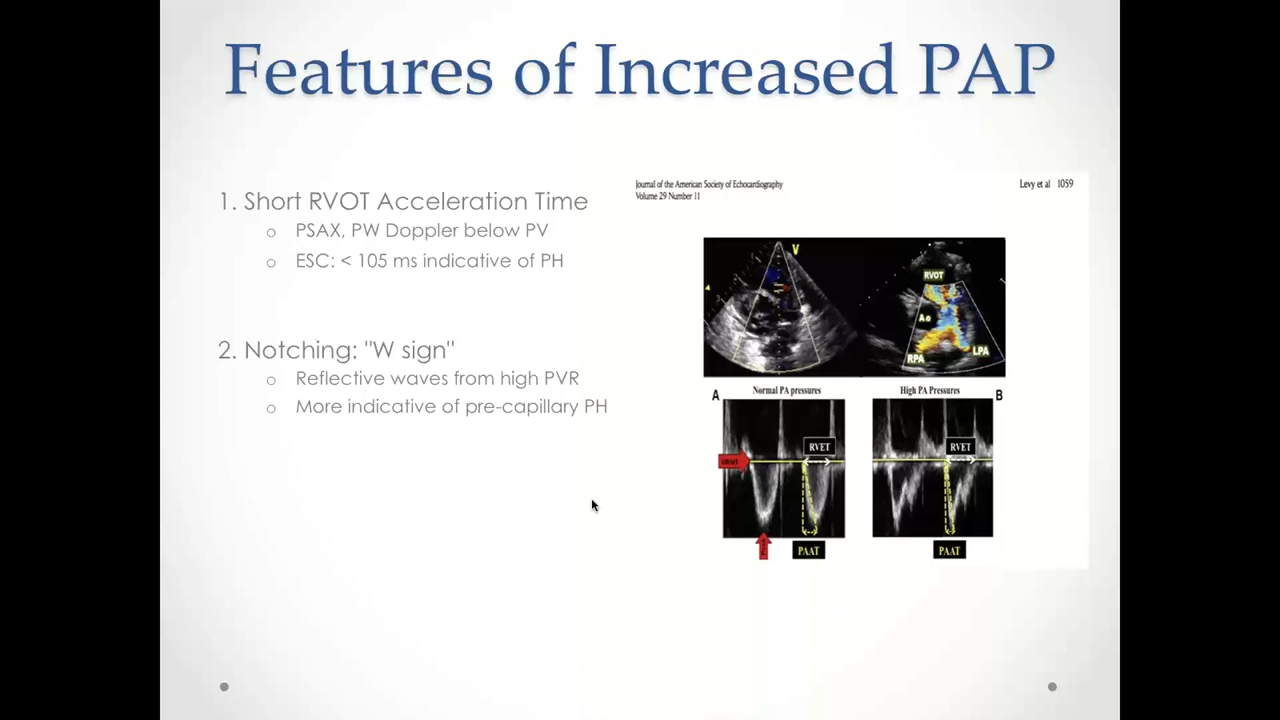 Features of Increased PAP
1. Short RVOT Acceleration Time
o PSAX, PW Doppler below PV
o ESC: < 105 ms indicative of PH
2. Notching: "W sign"
o Reflective waves from high PVR
o More indicative of pre-capillary PH
Journal of the American Society of Echocardiography
Volume 29 Number 11
Levy et al 1059
V
RVOT
Ao
RPA
LPA
A
Normal PA pressures
High PA Pressures
B
RVET
RVET
PAAT
PAAT